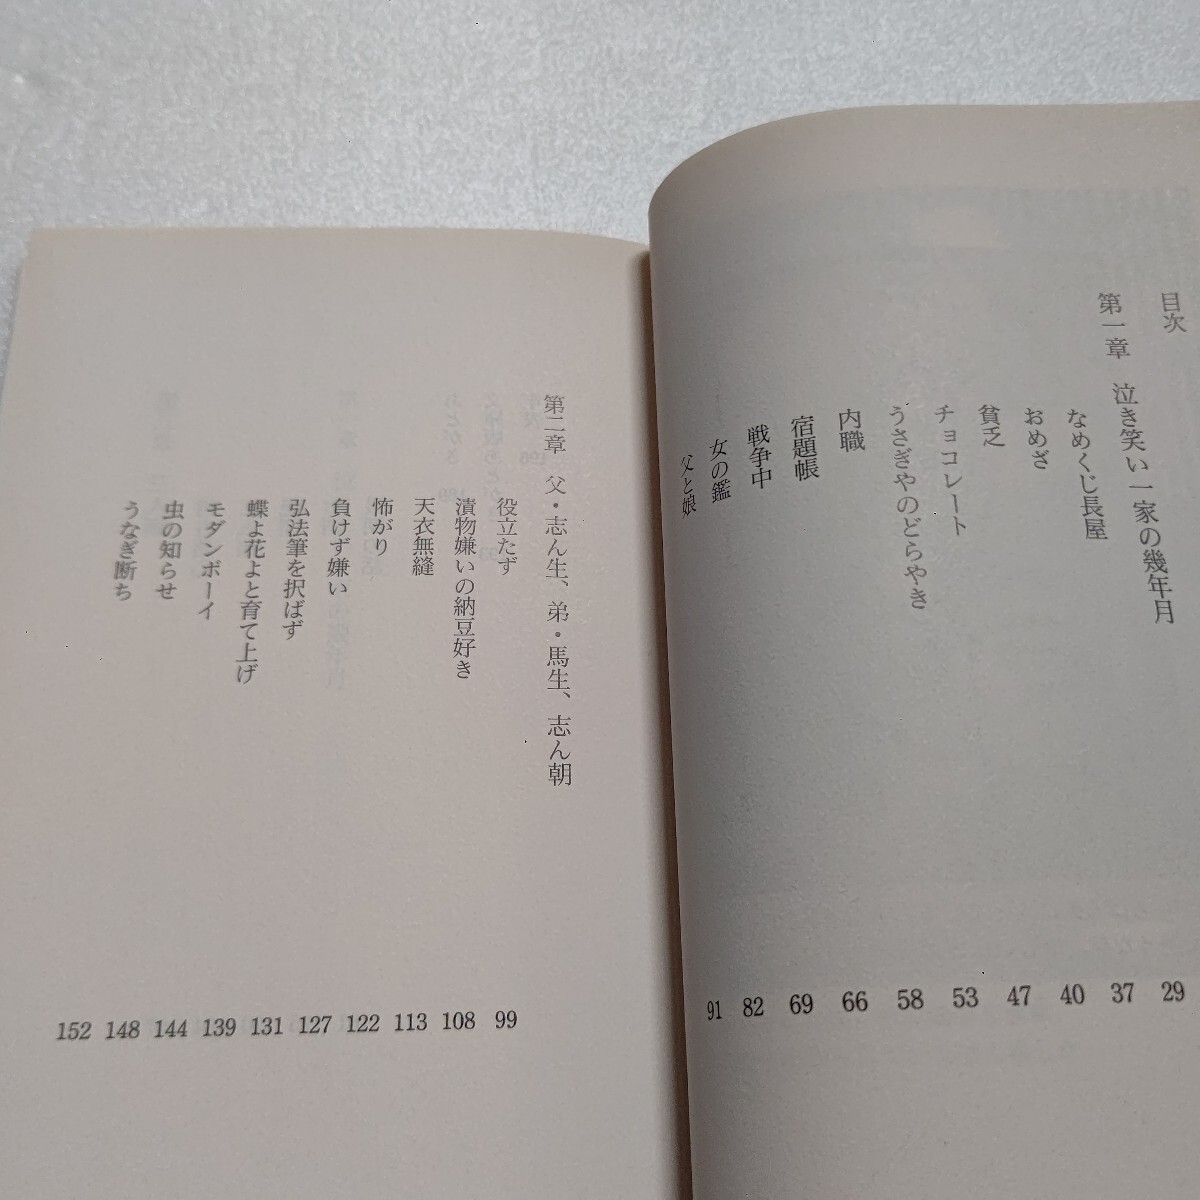 目次
第一章 泣き笑い一家の幾年月
なめくじ長屋 29
おめざ 37
貧乏 40
チョコレート 47
うさぎやのどらやき 53
内職 58
宿題帳 66
戦争中 69
女の鑑 82
父と娘 91
第二章 父・志ん生、弟・馬生、志ん朝
役立たず 99
漬物嫌いの納豆好き 108
天衣無縫 113
怖がり 122
負けず嫌い 127
弘法筆を択ばず 131
蝶よ花よと育て上げ 139
モダンボーイ 144
虫の知らせ 148
うなぎ断ち 152